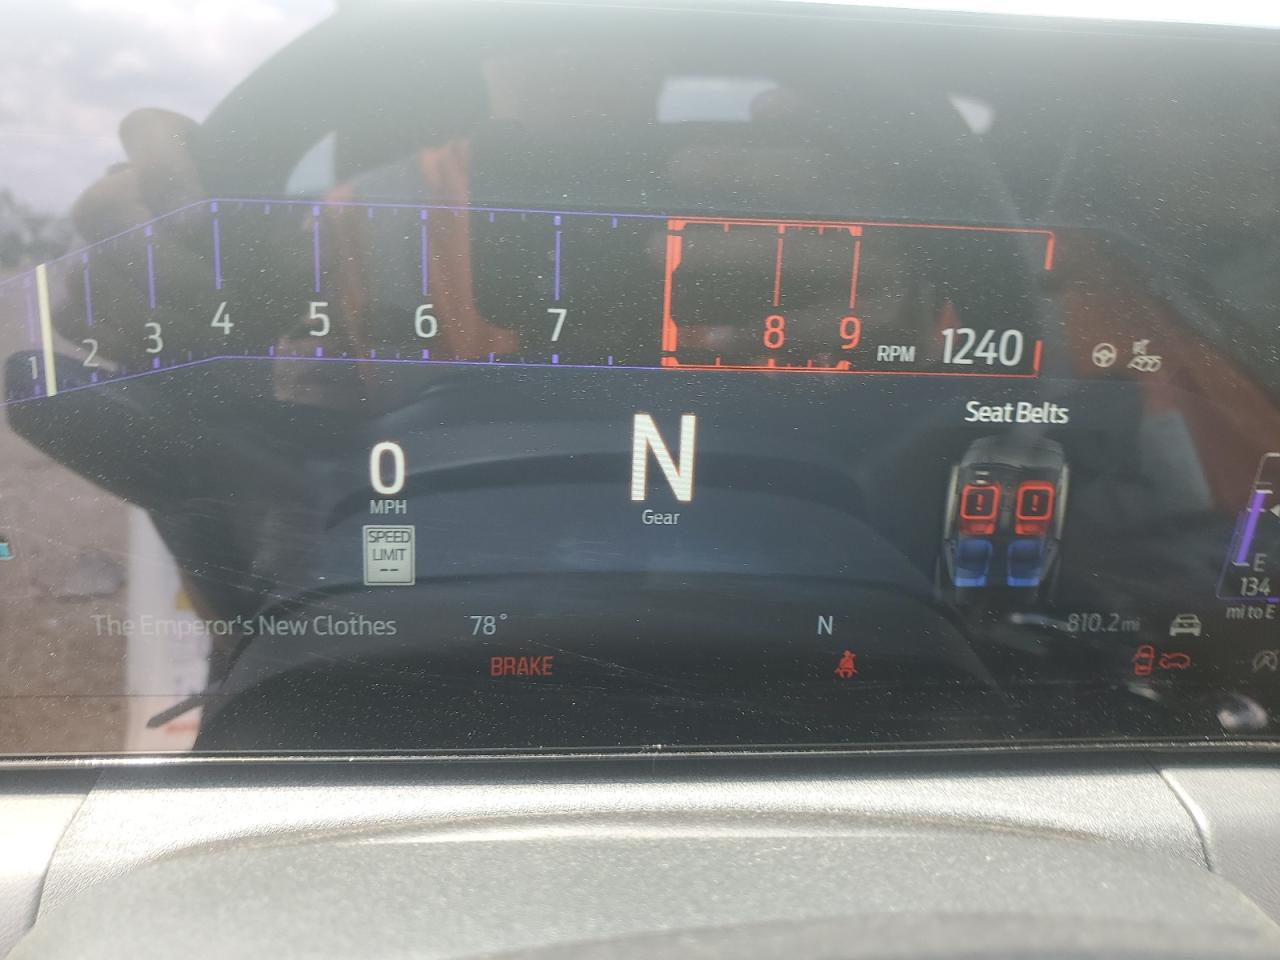 1 2 3 4 5 6 7 8 9 RPM 1240
Seat Belts
0
MPH
SPEED
LIMIT
--
N
Gear
! !
E
134
mi to E
The Emperor's New Clothes 78° N 810.2 mi
BRAKE